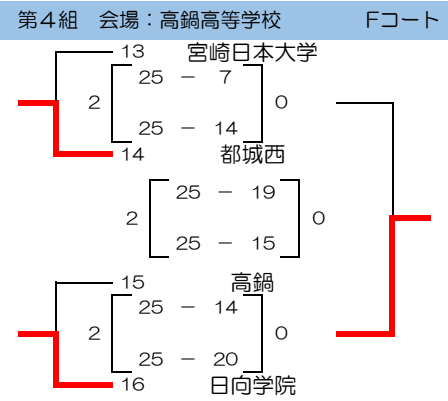 第4組 会場：高鍋高等学校 Fコート
13 宮崎日本大学
25 － 7
2 0
25 － 14
14 都城西
25 － 19
2 0
25 － 15
15 高鍋
25 － 14
2 0
25 － 20
16 日向学院